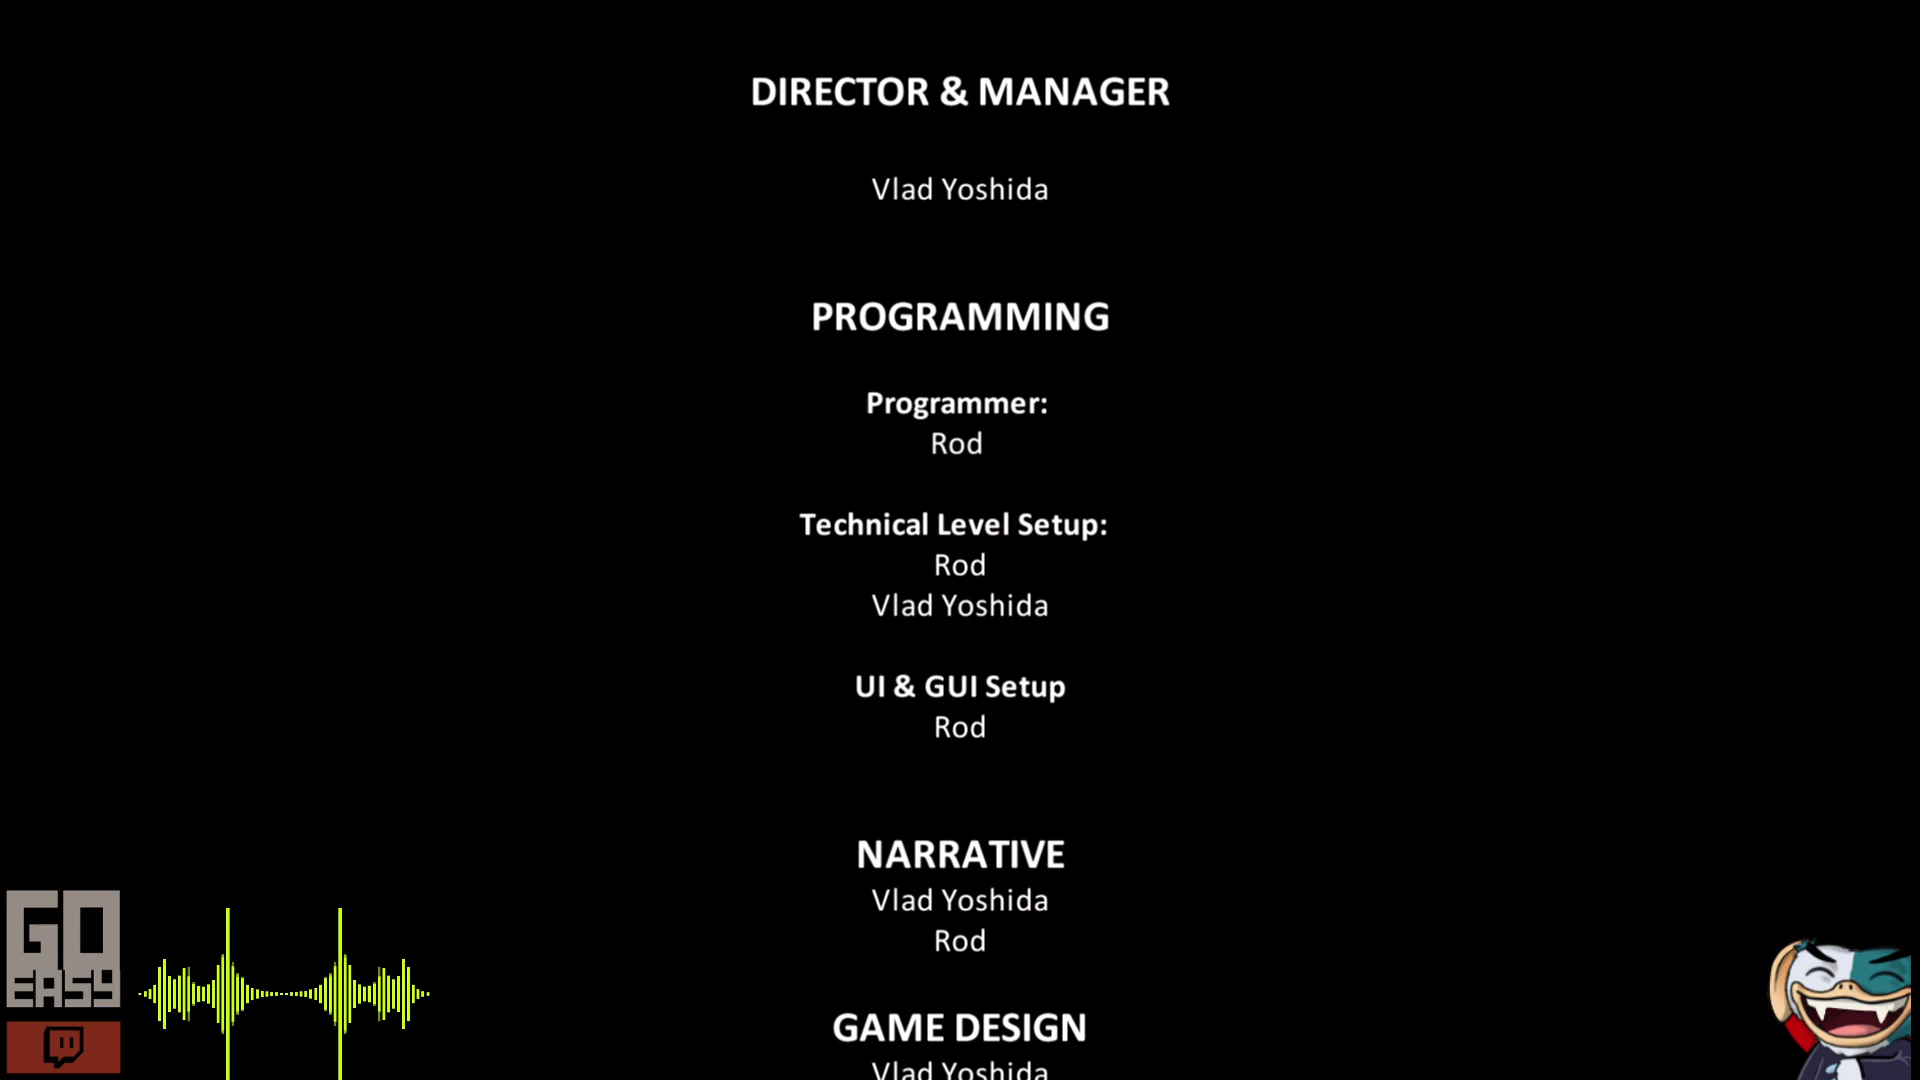 DIRECTOR & MANAGER
Vlad Yoshida
PROGRAMMING
Programmer:
Rod
Technical Level Setup:
Rod
Vlad Yoshida
UI & GUI Setup
Rod
NARRATIVE
Vlad Yoshida
Rod
GAME DESIGN
Vlad Yoshida
GO
EASY